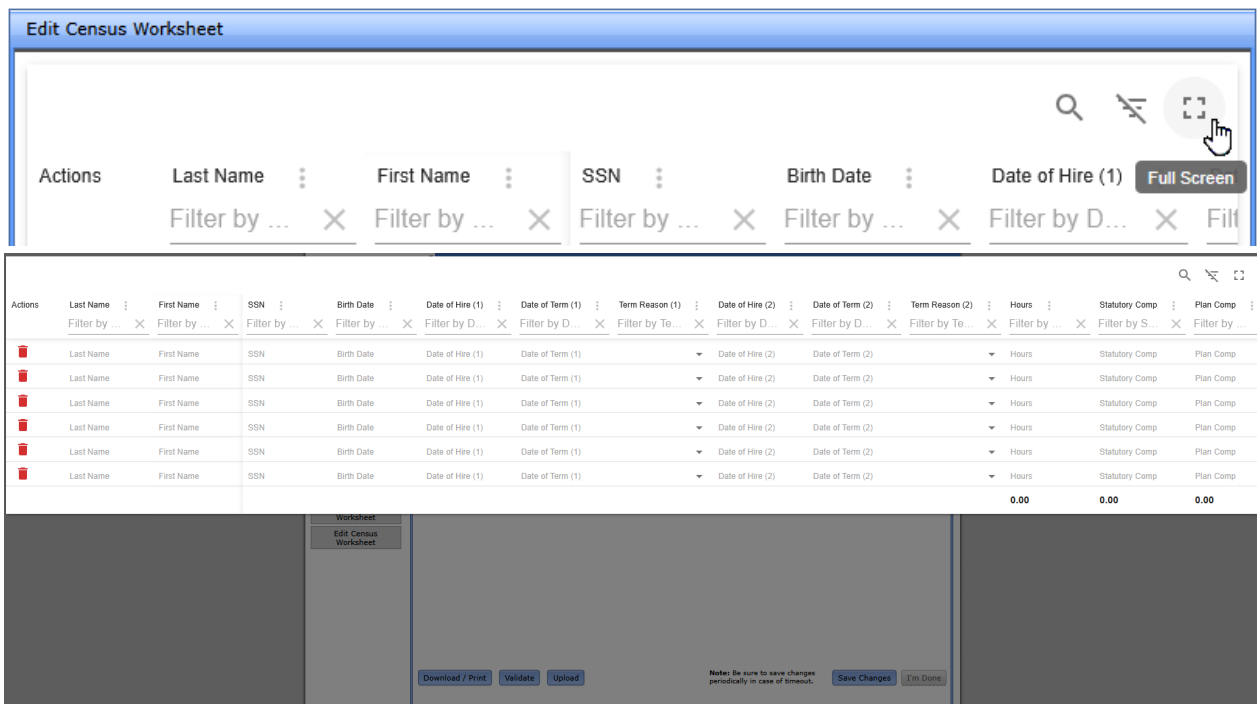 Edit Census Worksheet
Full Screen
Actions Last Name First Name SSN Birth Date Date of Hire (1)
Filter by ... Filter by ... Filter by ... Filter by ... Filter by D... Filt
Actions Last Name First Name SSN Birth Date Date of Hire (1) Date of Term (1) Term Reason (1) Date of Hire (2) Date of Term (2) Term Reason (2) Hours Statutory Comp Plan Comp
Filter by ... Filter by ... Filter by ... Filter by ... Filter by D... Filter by D... Filter by Te... Filter by D... Filter by D... Filter by Te... Filter by ... Filter by S... Filter by ...
Last Name First Name SSN Birth Date Date of Hire (1) Date of Term (1) Date of Hire (2) Date of Term (2) Hours Statutory Comp Plan Comp
Last Name First Name SSN Birth Date Date of Hire (1) Date of Term (1) Date of Hire (2) Date of Term (2) Hours Statutory Comp Plan Comp
Last Name First Name SSN Birth Date Date of Hire (1) Date of Term (1) Date of Hire (2) Date of Term (2) Hours Statutory Comp Plan Comp
Last Name First Name SSN Birth Date Date of Hire (1) Date of Term (1) Date of Hire (2) Date of Term (2) Hours Statutory Comp Plan Comp
Last Name First Name SSN Birth Date Date of Hire (1) Date of Term (1) Date of Hire (2) Date of Term (2) Hours Statutory Comp Plan Comp
Last Name First Name SSN Birth Date Date of Hire (1) Date of Term (1) Date of Hire (2) Date of Term (2) Hours Statutory Comp Plan Comp
0.00 0.00 0.00
Worksheet
Edit Census
Worksheet
Download / Print Validate Upload
Note: Be sure to save changes
periodically in case of timeout.
Save Changes I'm Done